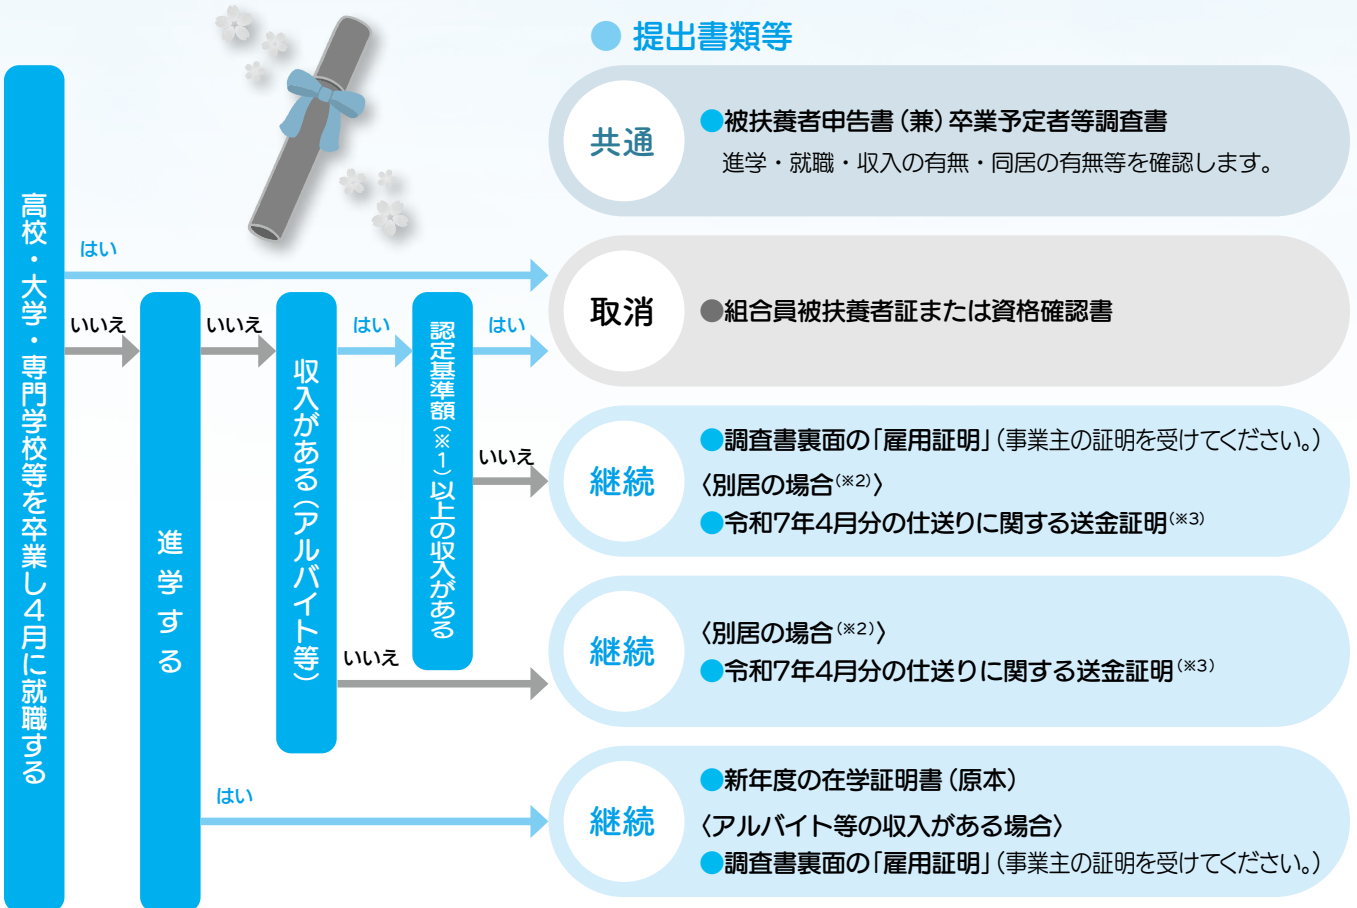 ● 提出書類等
共通
●被扶養者申告書（兼）卒業予定者等調査書
進学・就職・収入の有無・同居の有無等を確認します。
高校・大学・専門学校等を卒業し４月に就職する
はい
取消
●組合員被扶養者証または資格確認書
いいえ
進学する
いいえ
収入がある（アルバイト等）
はい
認定基準額（※１）以上の収入がある
はい
いいえ
継続
●調査書裏面の「雇用証明」（事業主の証明を受けてください。）
〈別居の場合（※2）〉
●令和7年4月分の仕送りに関する送金証明（※3）
いいえ
継続
〈別居の場合（※2）〉
●令和7年4月分の仕送りに関する送金証明（※3）
はい
継続
●新年度の在学証明書（原本）
〈アルバイト等の収入がある場合〉
●調査書裏面の「雇用証明」（事業主の証明を受けてください。）